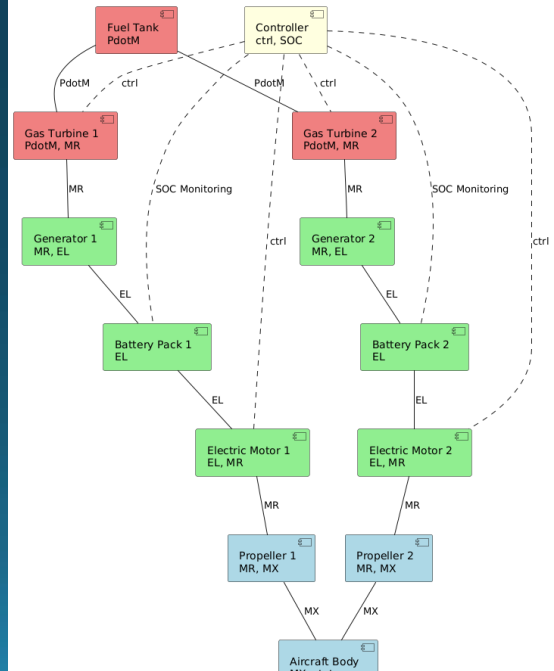 Fuel Tank
PdotM
Controller
ctrl, SOC
PdotM
ctrl
PdotM
ctrl
Gas Turbine 1
PdotM, MR
Gas Turbine 2
PdotM, MR
MR
SOC Monitoring
MR
SOC Monitoring
Generator 1
MR, EL
ctrl
Generator 2
MR, EL
ctrl
EL
EL
Battery Pack 1
EL
Battery Pack 2
EL
EL
EL
Electric Motor 1
EL, MR
Electric Motor 2
EL, MR
MR
MR
Propeller 1
MR, MX
Propeller 2
MR, MX
MX
MX
Aircraft Body